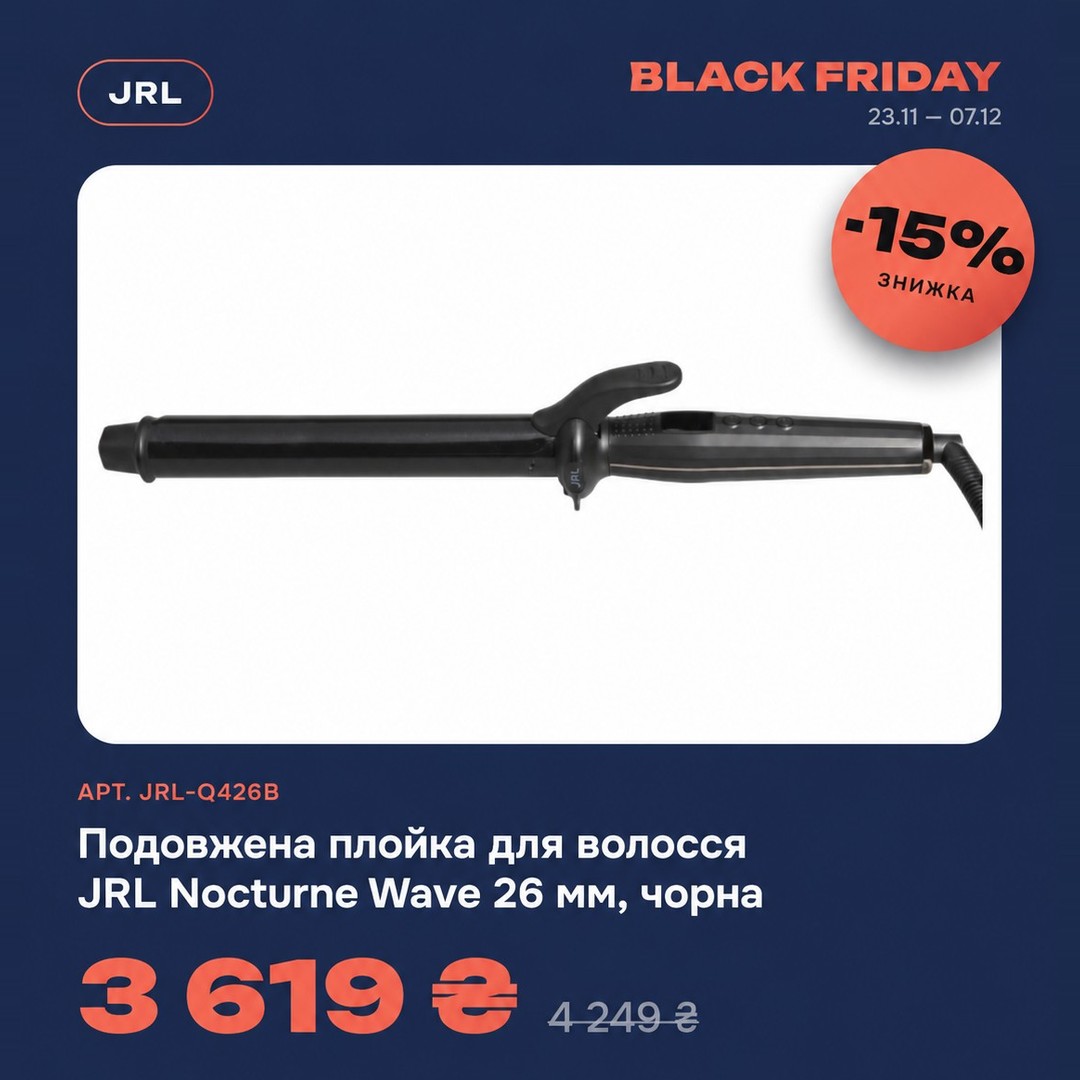 JRL
BLACK FRIDAY
23.11 – 07.12
-15%
ЗНИЖКА
JRL
АРТ. JRL-Q426B
Подовжена плойка для волосся
JRL Nocturne Wave 26 мм, чорна
3 619 ₴
4 249 ₴